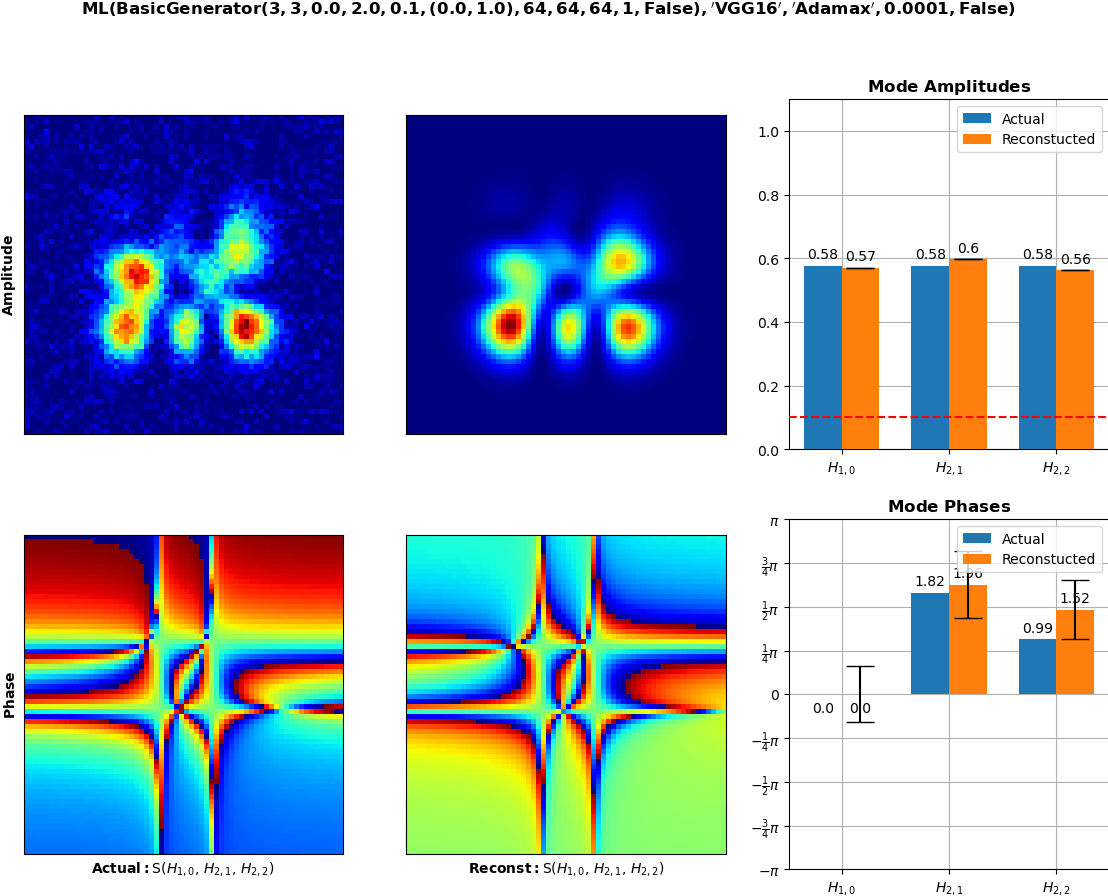 ML(BasicGenerator(3, 3, 0.0, 2.0, 0.1, (0.0, 1.0), 64, 64, 64, 1, False), ′VGG16′, ′Adamax′, 0.0001, False)
Amplitude
Mode Amplitudes
Actual
Reconstucted
1.0
0.8
0.6
0.4
0.2
0.0
0.58
0.57
0.58
0.6
0.58
0.56
H1,0
H2,1
H2,2
Phase
Actual: S(H1,0, H2,1, H2,2)
Reconst: S(H1,0, H2,1, H2,2)
Mode Phases
Actual
Reconstucted
π
3/4π
1/2π
1/4π
0
−1/4π
−1/2π
−3/4π
−π
0.0
0.0
1.82
1.96
0.99
1.52
H1,0
H2,1
H2,2